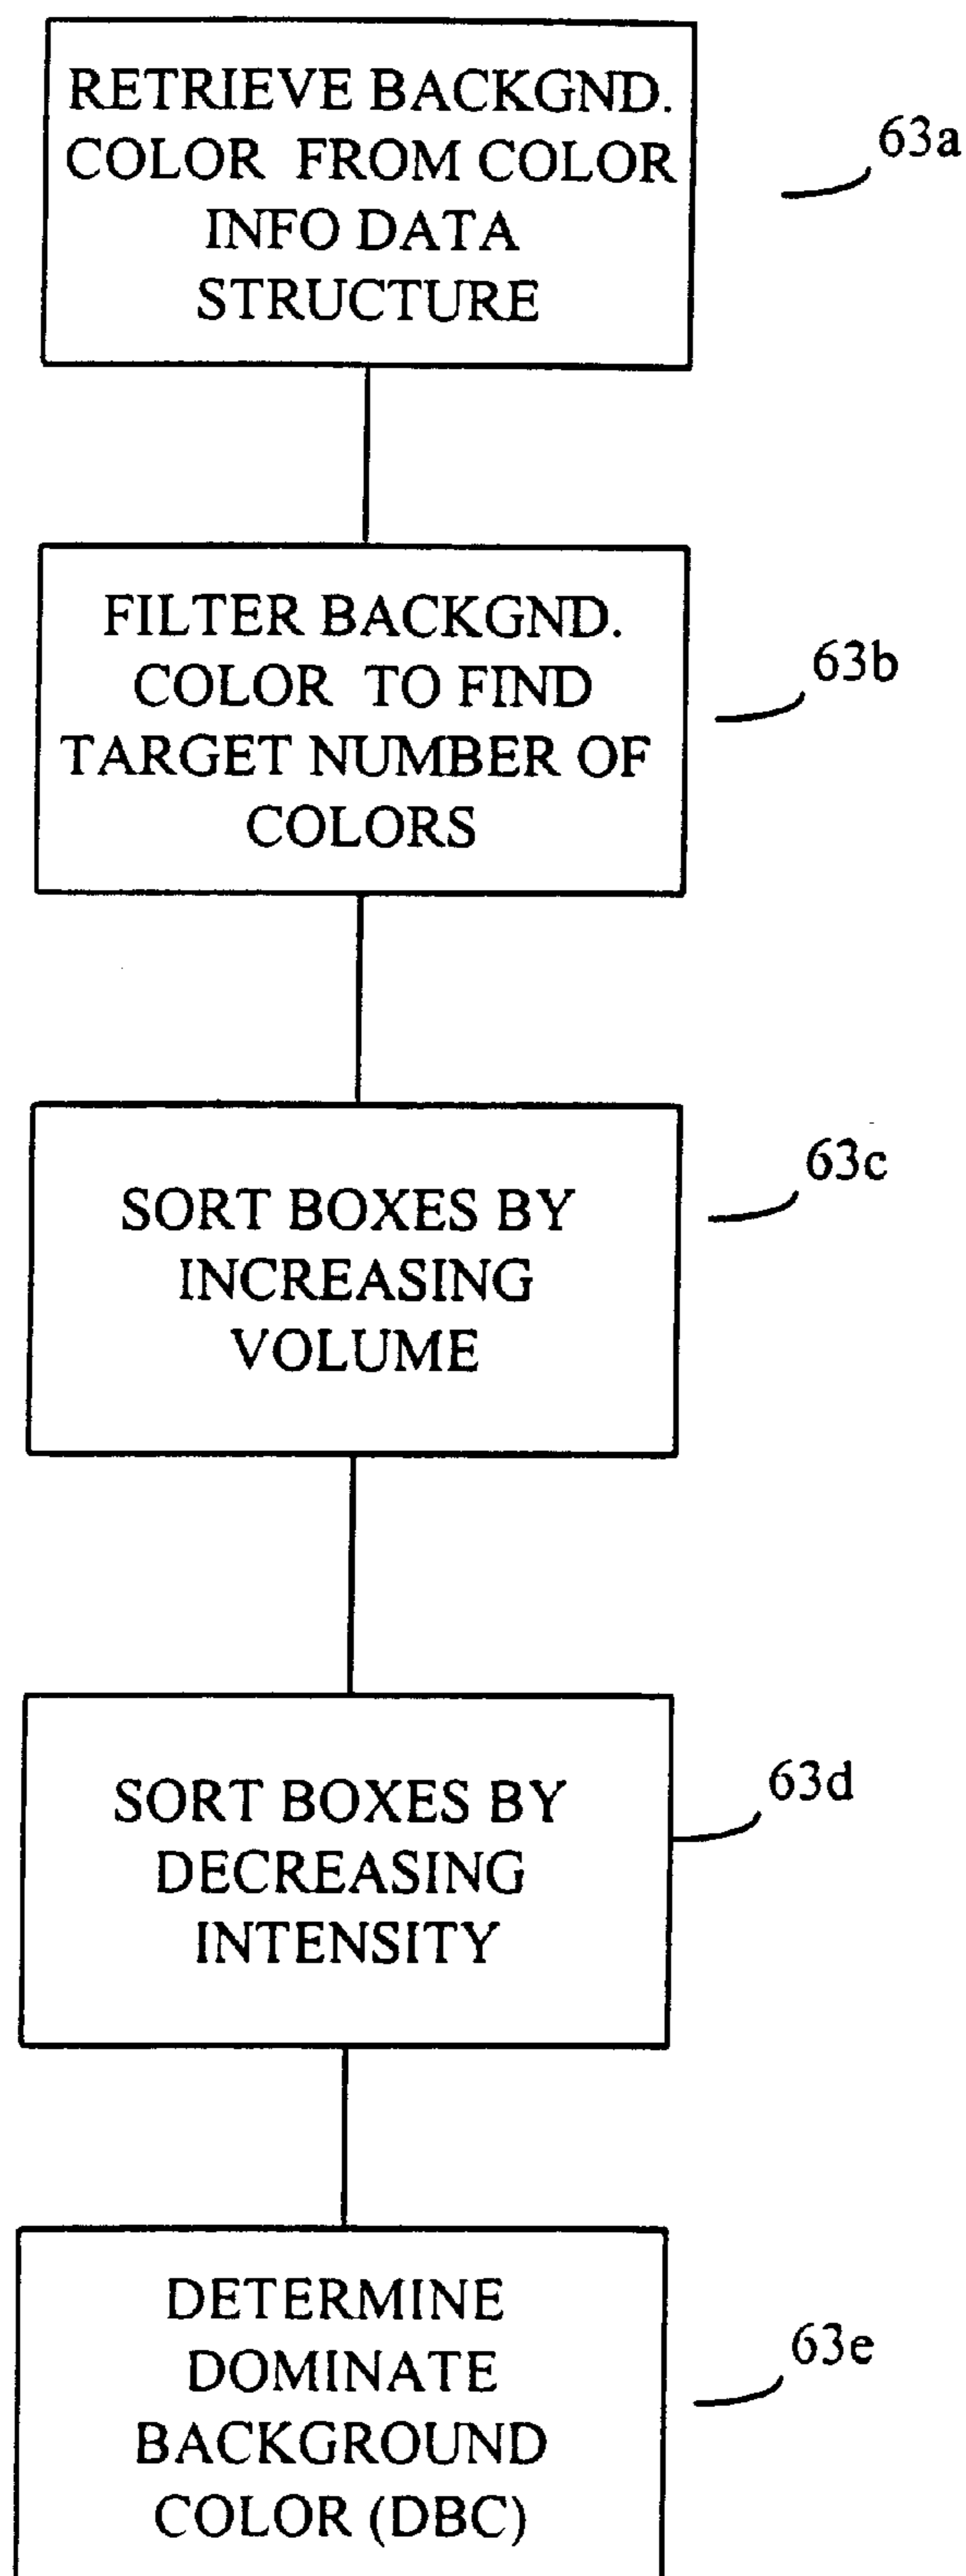 RETRIEVE BACKGND.
COLOR FROM COLOR
INFO DATA
STRUCTURE
63a
FILTER BACKGND.
COLOR TO FIND
TARGET NUMBER OF
COLORS
63b
SORT BOXES BY
INCREASING
VOLUME
63c
SORT BOXES BY
DECREASING
INTENSITY
63d
DETERMINE
DOMINATE
BACKGROUND
COLOR (DBC)
63e